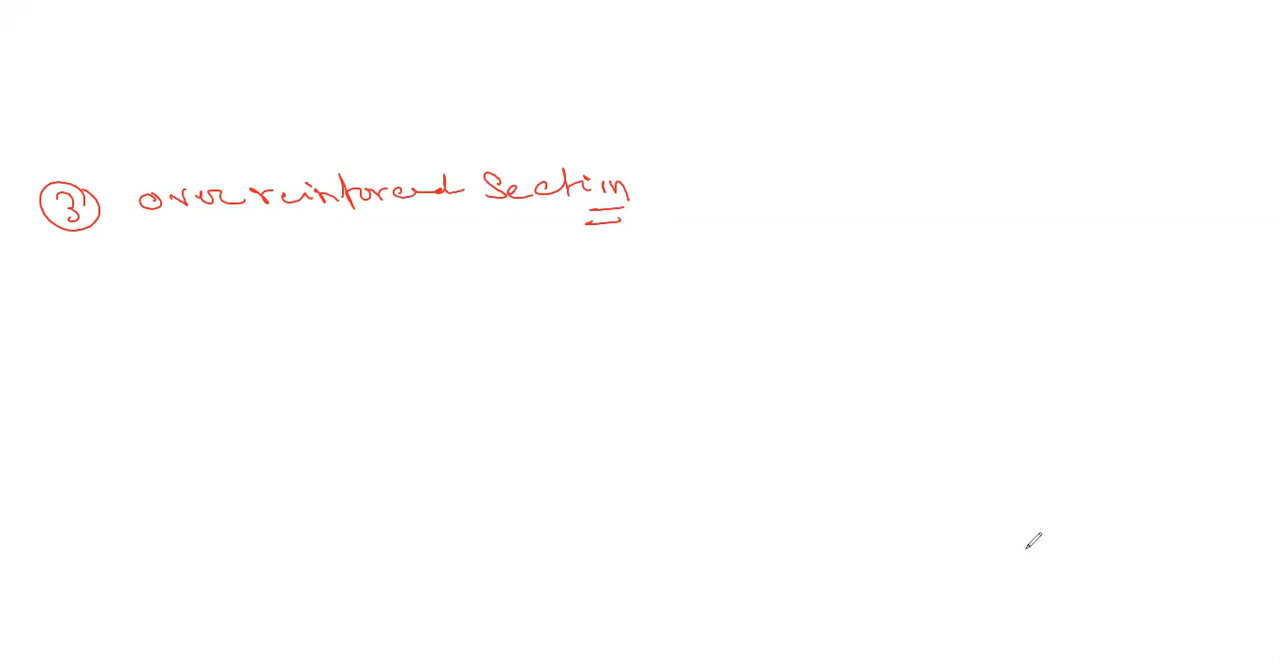 ③ over reinforced Section